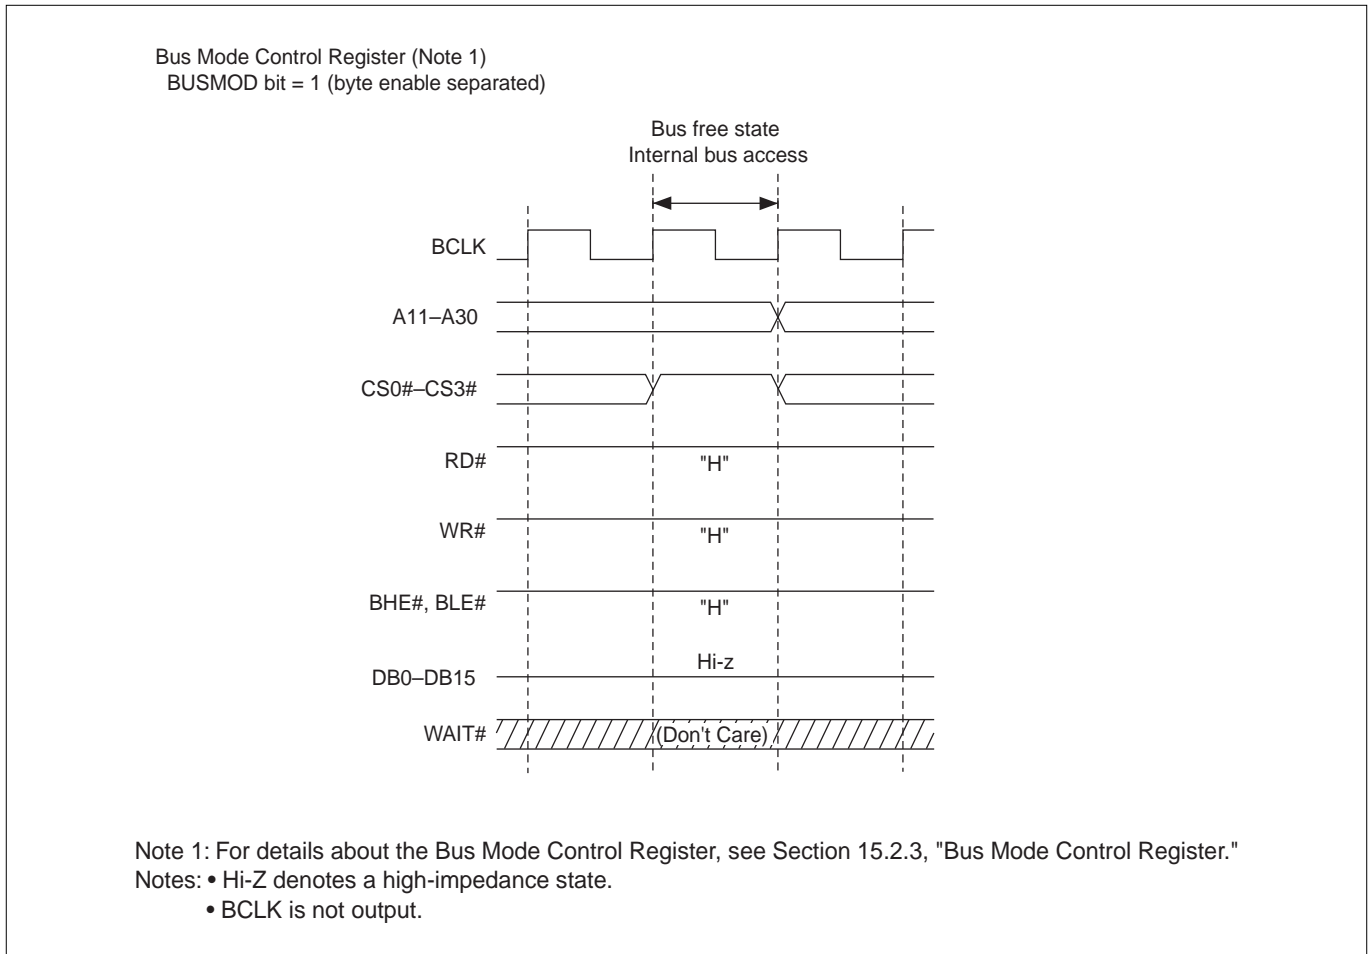 Bus Mode Control Register (Note 1)
BUSMOD bit = 1 (byte enable separated)
Bus free state
Internal bus access
BCLK
A11–A30
CS0#–CS3#
RD#
"H"
WR#
"H"
BHE#, BLE#
"H"
Hi-z
DB0–DB15
WAIT#
(Don't Care)
Note 1: For details about the Bus Mode Control Register, see Section 15.2.3, "Bus Mode Control Register."
Notes: • Hi-Z denotes a high-impedance state.
• BCLK is not output.